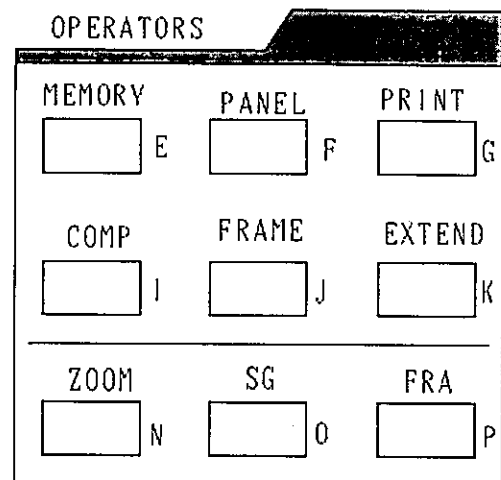 OPERATORS
MEMORY PANEL PRINT
E F G
COMP FRAME EXTEND
I J K
ZOOM SG FRA
N O P